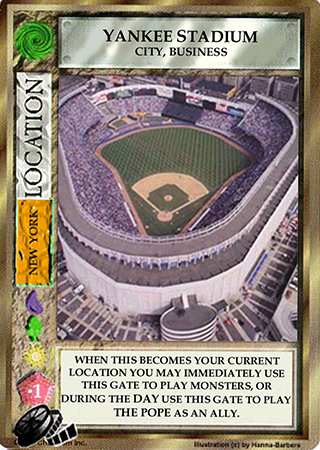 YANKEE STADIUM
CITY, BUSINESS
LOCATION
NEW YORK
·1
WHEN THIS BECOMES YOUR CURRENT
LOCATION YOU MAY IMMEDIATELY USE
THIS GATE TO PLAY MONSTERS, OR
DURING THE DAY USE THIS GATE TO PLAY
THE POPE AS AN ALLY.
Inc.
Illustration (c) by Hanna-Barbera